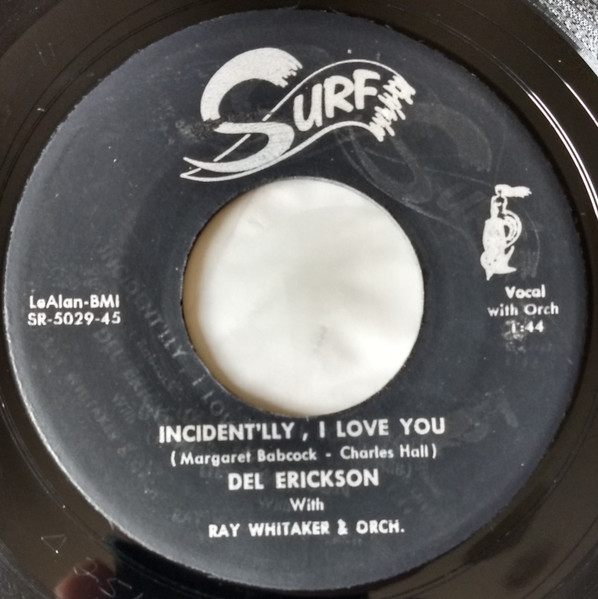 SURF
LeAlan-BMI
SR-5029-45
Vocal
with Orch
1:44
INCIDENT'LLY, I LOVE YOU
(Margaret Babcock - Charles Hall)
DEL ERICKSON
With
RAY WHITAKER & ORCH.